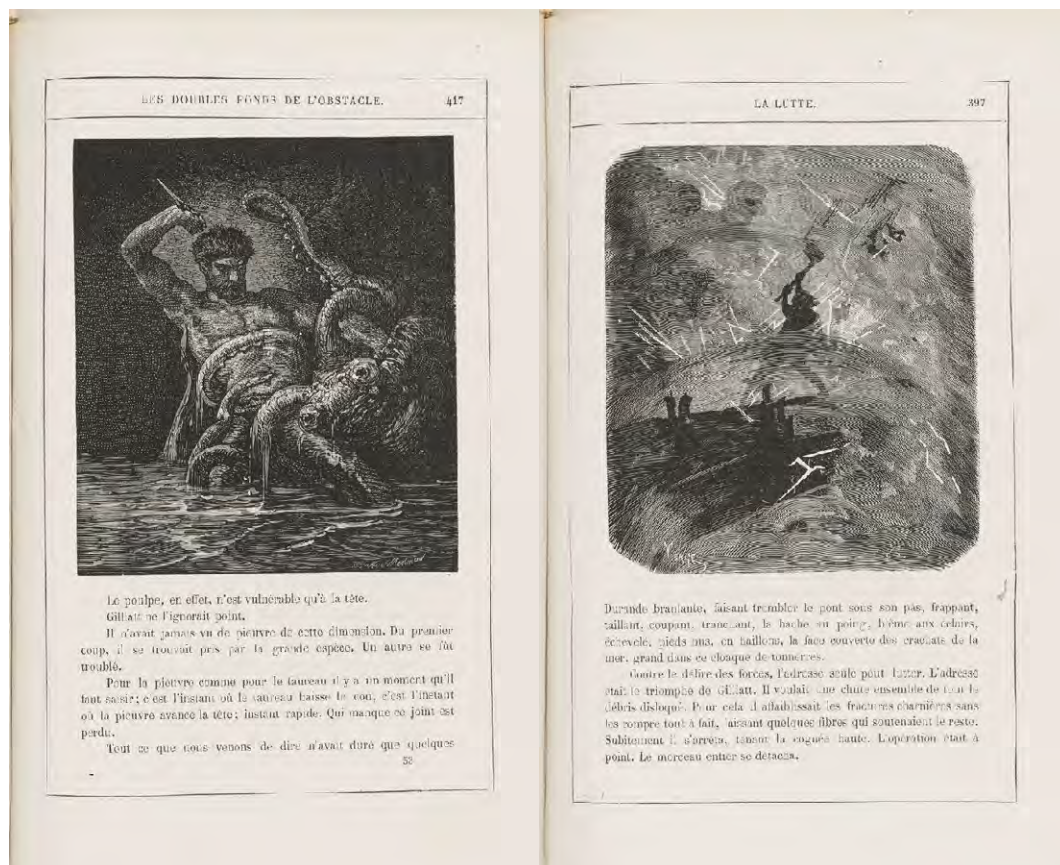 LES DOUBLES FONDS DE L'OBSTACLE. 417
Le poulpe, en effet, n'est vulnérable qu'à la tête.
Gilliatt ne l'ignorait point.
Il n'avait jamais vu de pieuvre de cette dimension. Du premier
coup, il se trouvait pris par la grande espèce. Un autre se fût
troublé.
Pour la pieuvre comme pour le taureau il y a un moment qu'il
faut saisir; c'est l'instant où le taureau baisse le cou, c'est l'instant
où la pieuvre avance la tête; instant rapide. Qui manque ce joint est
perdu.
Tout ce que nous venons de dire n'avait duré que quelques
53
LA LUTTE. 397
Durande branlante, faisant trembler le pont sous son pas, frappant,
taillant, coupant, tranchant, la hache au poing, blême aux éclairs,
échevelé, pieds nus, en haillons, la face couverte des crachats de la
mer, grand dans ce cloaque de tonnerres.
Contre le délire des forces, l'adresse seule peut lutter. L'adresse
était le triomphe de Gilliatt. Il voulait une chute ensemble de tout le
débris disloqué. Pour cela il affaiblissait les fractures charnières sans
les rompre tout à fait, laissant quelques fibres qui soutenaient le reste.
Subitement il s'arrêta, tenant la cognée haute. L'opération était à
point. Le morceau entier se détacha.